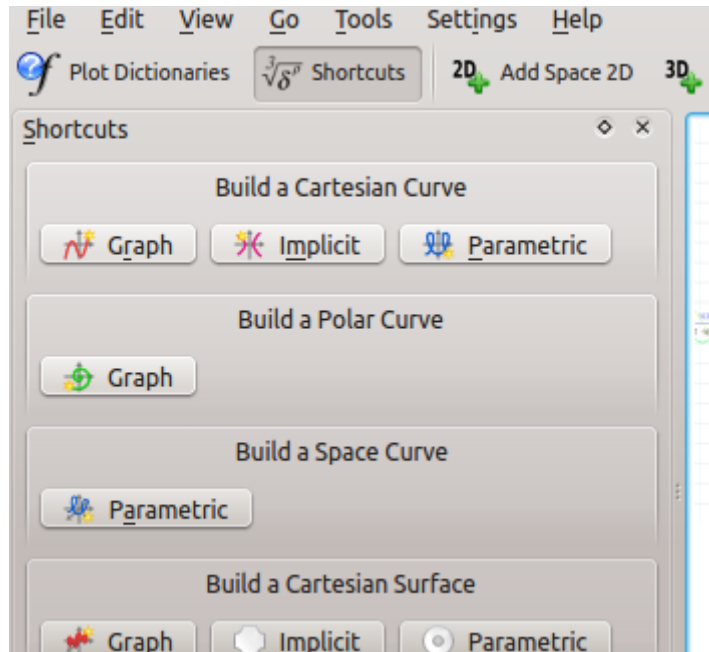 File Edit View Go Tools Settings Help
Plot Dictionaries Shortcuts 2D Add Space 2D 3D
Shortcuts
Build a Cartesian Curve
Graph Implicit Parametric
Build a Polar Curve
Graph
Build a Space Curve
Parametric
Build a Cartesian Surface
Graph Implicit Parametric